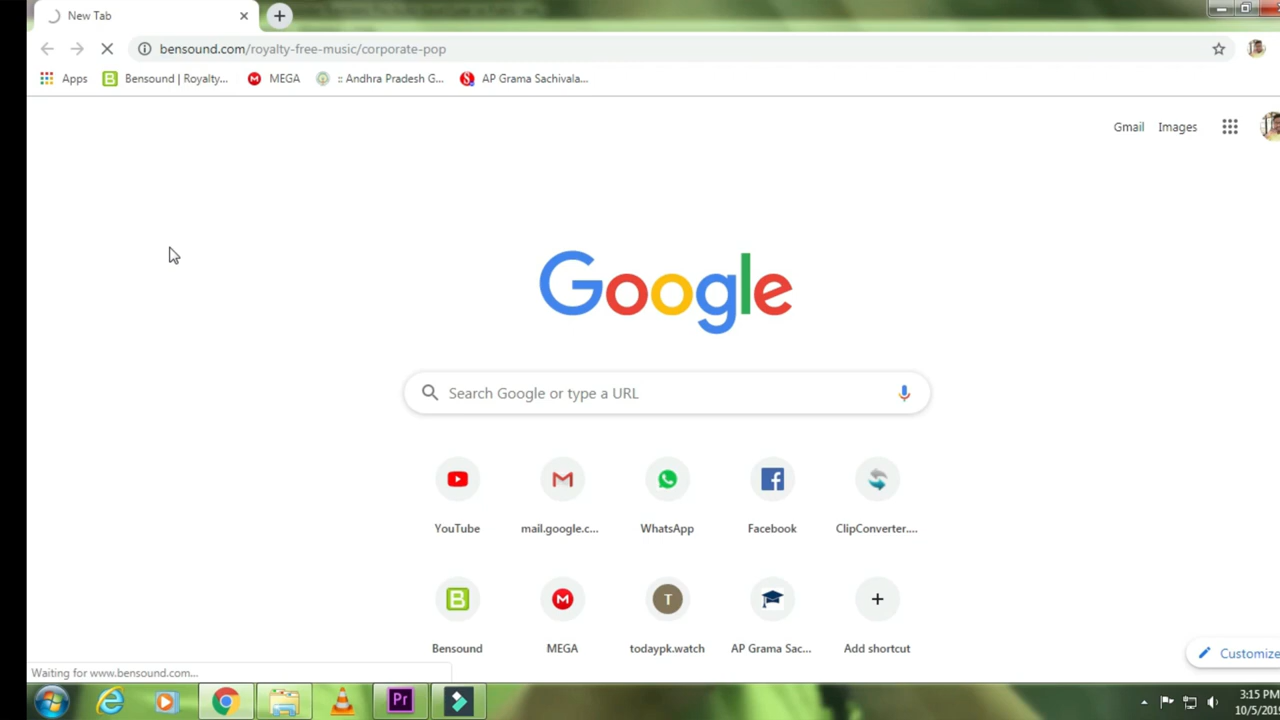 New Tab
bensound.com/royalty-free-music/corporate-pop
Apps Bensound | Royalty... MEGA :: Andhra Pradesh G... AP Grama Sachivala...
Gmail Images
Google
Search Google or type a URL
YouTube mail.google.c... WhatsApp Facebook ClipConverter....
B T
Bensound MEGA todaypk.watch AP Grama Sac... Add shortcut
Customize
Waiting for www.bensound.com...
Pr
3:15 PM
10/5/201